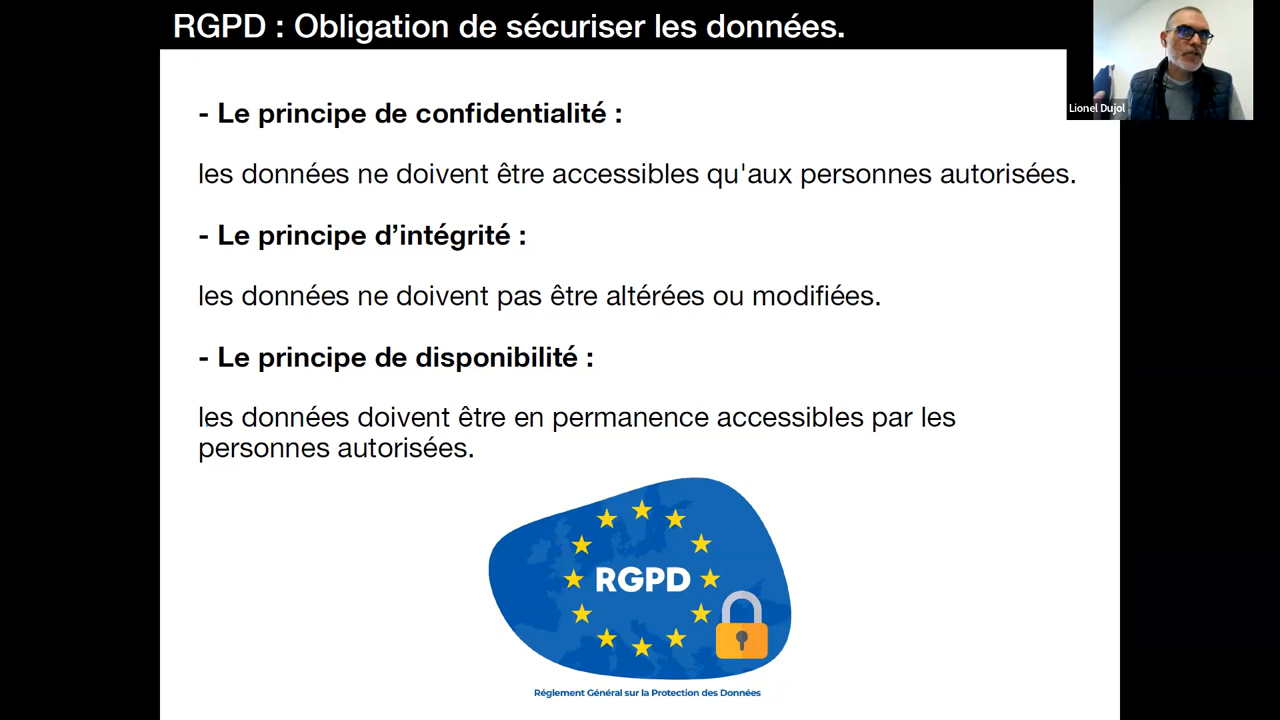 RGPD : Obligation de sécuriser les données.
Lionel Dujol
- Le principe de confidentialité :
les données ne doivent être accessibles qu'aux personnes autorisées.
- Le principe d’intégrité :
les données ne doivent pas être altérées ou modifiées.
- Le principe de disponibilité :
les données doivent être en permanence accessibles par les
personnes autorisées.
RGPD
Réglement Général sur la Protection des Données